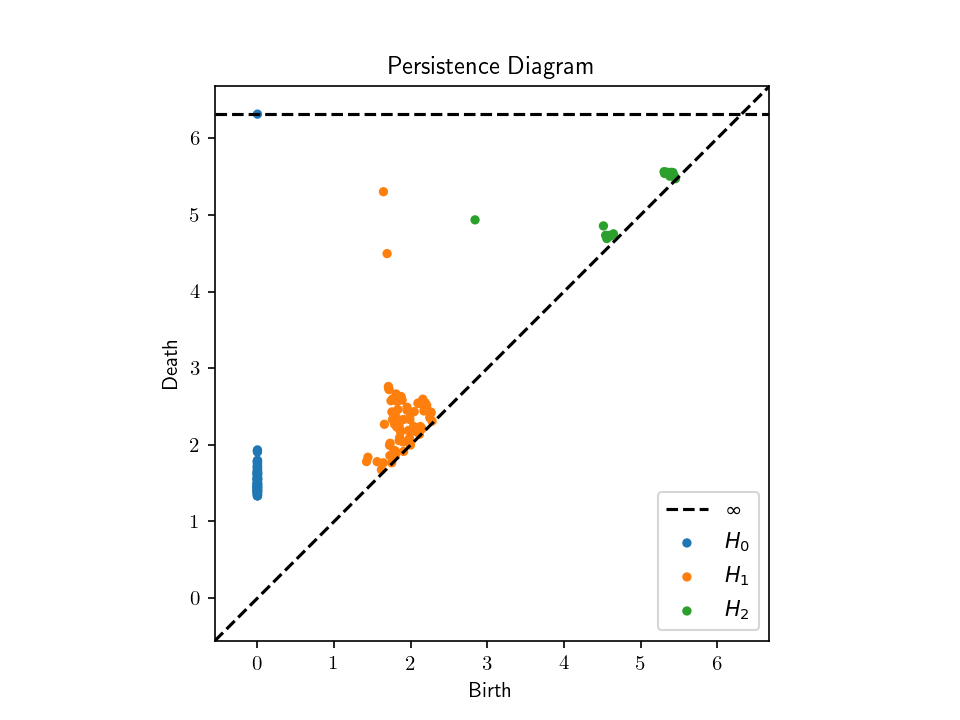 Persistence Diagram
Death
6
5
4
3
2
1
0
0 1 2 3 4 5 6
Birth
∞
H₀
H₁
H₂